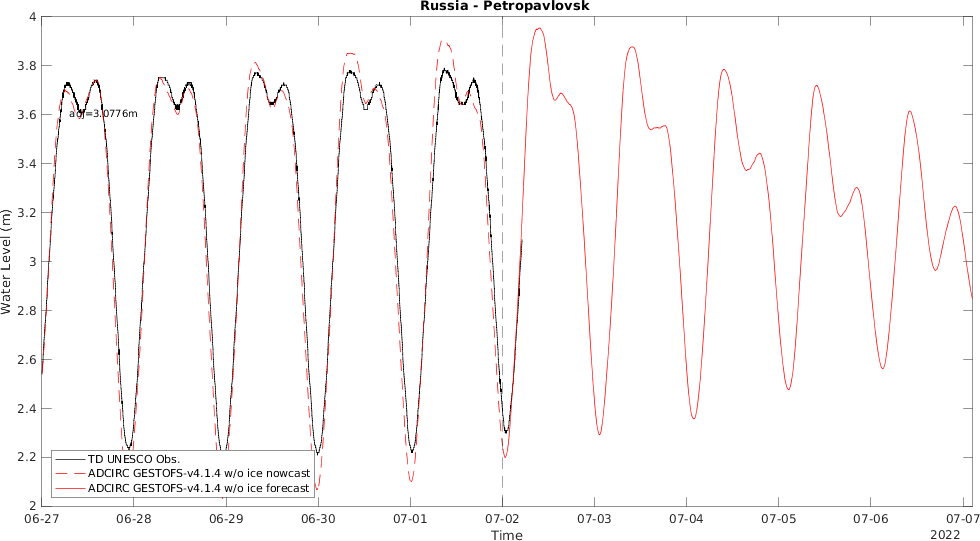 Russia - Petropavlovsk
4
3.8
3.6
3.4
3.2
3
2.8
2.6
2.4
2.2
2
Water Level (m)
adj=3.0776m
TD UNESCO Obs.
ADCIRC GESTOFS-v4.1.4 w/o ice nowcast
ADCIRC GESTOFS-v4.1.4 w/o ice forecast
06-27 06-28 06-29 06-30 07-01 07-02 07-03 07-04 07-05 07-06 07-07
Time
2022